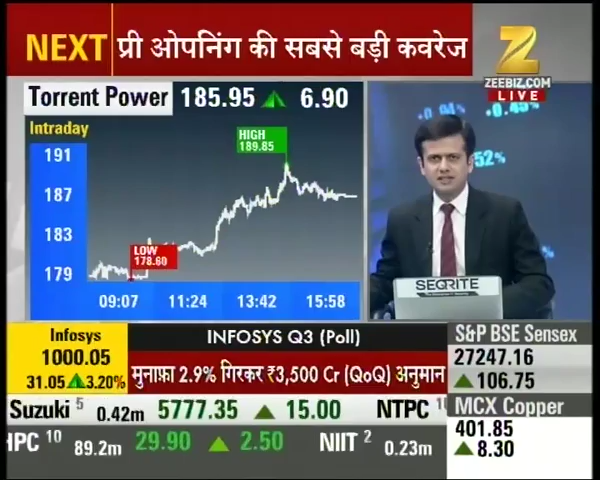 NEXT प्री ओपनिंग की सबसे बड़ी कवरेज
ZEEBIZ.COM
LIVE
Torrent Power 185.95 6.90
Intraday
191
187
183
179
HIGH
189.85
LOW
178.60
09:07 11:24 13:42 15:58
52%
SEQRITE
Infosys
1000.05
31.05 3.20%
INFOSYS Q3 (Poll)
मुनाफ़ा 2.9% गिरकर ₹3,500 Cr (QoQ) अनुमान
S&P BSE Sensex
27247.16
106.75
MCX Copper
401.85
8.30
Suzuki 5 0.42m 5777.35 15.00 NTPC
HPC 10 89.2m 29.90 2.50 NIIT 2 0.23m